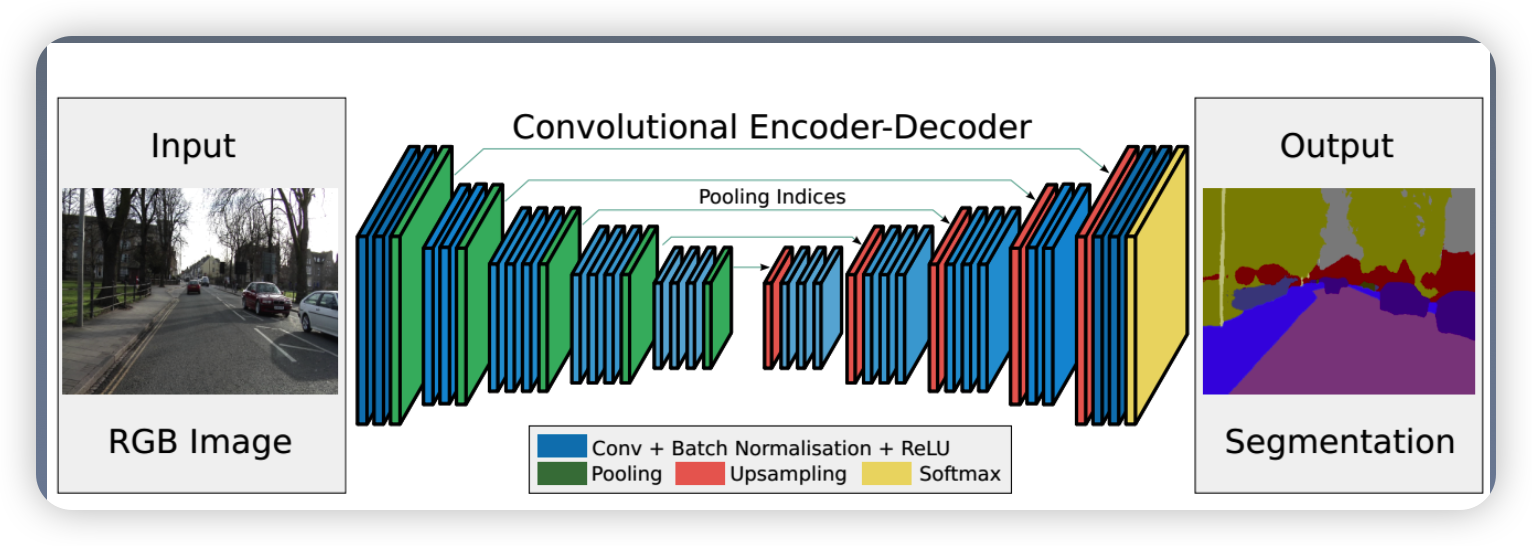 Input
RGB Image
Convolutional Encoder-Decoder
Pooling Indices
Conv + Batch Normalisation + ReLU
Pooling Upsampling Softmax
Output
Segmentation